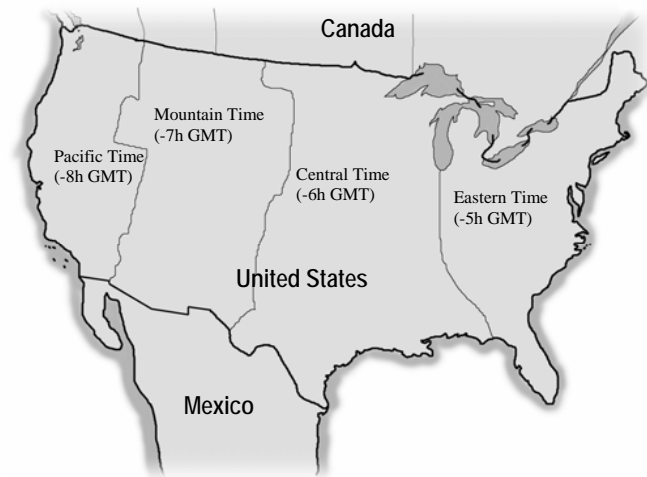 Canada
Mountain Time
(-7h GMT)
Pacific Time
(-8h GMT)
Central Time
(-6h GMT)
Eastern Time
(-5h GMT)
United States
Mexico